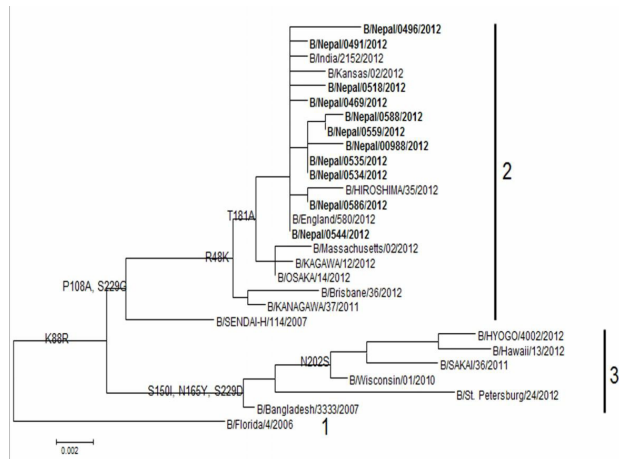 B/Nepal/0496/2012
B/Nepal/0491/2012
B/India/2152/2012
B/Kansas/02/2012
B/Nepal/0518/2012
B/Nepal/0469/2012
B/Nepal/0588/2012
B/Nepal/0559/2012
B/Nepal/00988/2012
B/Nepal/0535/2012
B/Nepal/0534/2012
2
B/HIROSHIMA/35/2012
B/Nepal/0586/2012
T181A
B/England/580/2012
B/Nepal/0544/2012
B/Massachusetts/02/2012
R48K
B/KAGAWA/12/2012
B/OSAKA/14/2012
P108A, S229G
B/Brisbane/36/2012
B/KANAGAWA/37/2011
B/SENDAI-H/114/2007
K88R
B/HYOGO/4002/2012
B/Hawaii/13/2012
N202S
B/SAKAI/36/2011
B/Wisconsin/01/2010
3
S150I, N165Y, S229D
B/St. Petersburg/24/2012
B/Bangladesh/3333/2007
B/Florida/4/2006
1
0.002